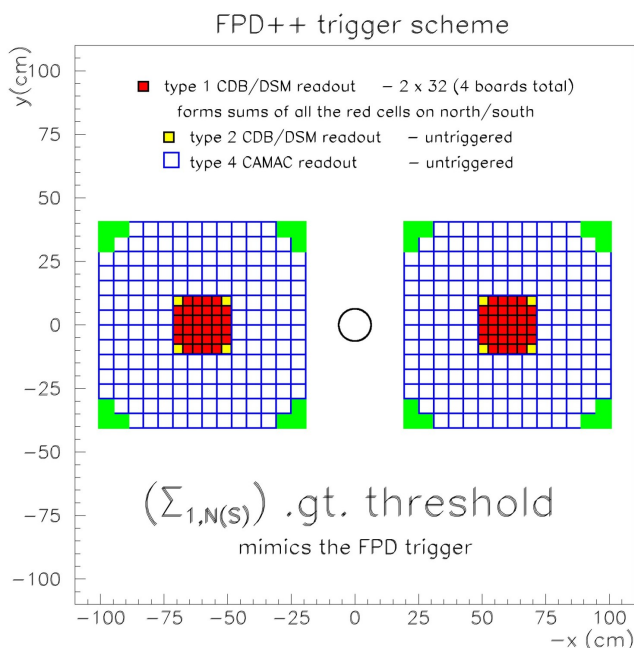 FPD++ trigger scheme
y(cm)
100
75
50
25
0
−25
−50
−75
−100
type 1 CDB/DSM readout − 2 x 32 (4 boards total)
forms sums of all the red cells on north/south
type 2 CDB/DSM readout − untriggered
type 4 CAMAC readout − untriggered
(Σ1,N(S)) .gt. threshold
mimics the FPD trigger
−100 −75 −50 −25 0 25 50 75 100
−x (cm)